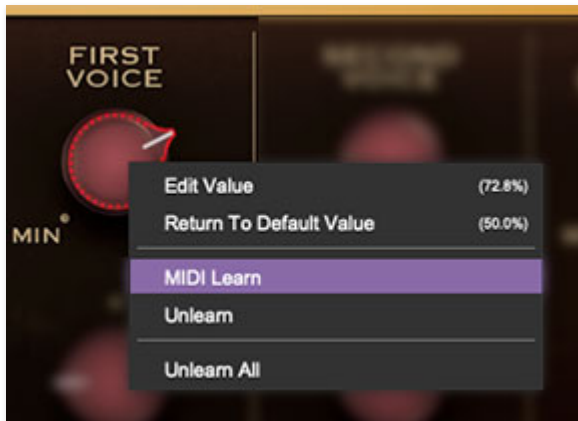 FIRST
VOICE
MIN
Edit Value (72.8%)
Return To Default Value (50.0%)
MIDI Learn
Unlearn
Unlearn All